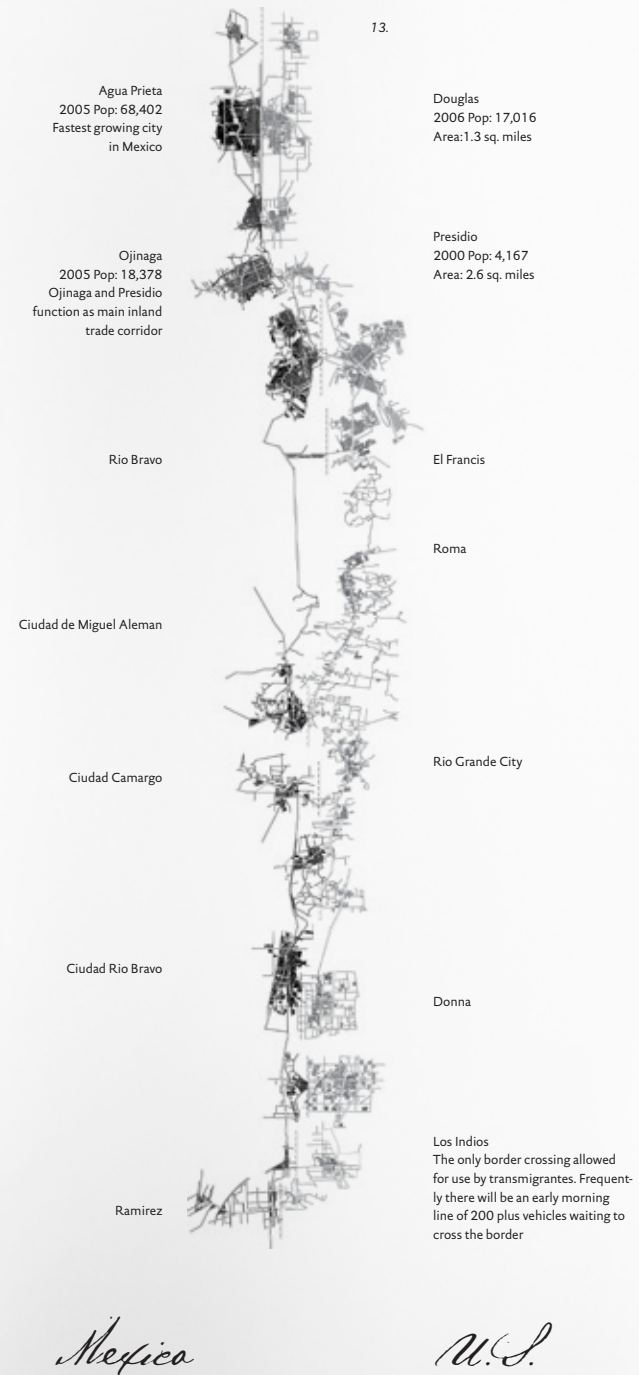 13.
Agua Prieta
2005 Pop: 68,402
Fastest growing city
in Mexico
Douglas
2006 Pop: 17,016
Area:1.3 sq. miles
Presidio
2000 Pop: 4,167
Area: 2.6 sq. miles
Ojinaga
2005 Pop: 18,378
Ojinaga and Presidio
function as main inland
trade corridor
Rio Bravo
El Francis
Roma
Ciudad de Miguel Aleman
Rio Grande City
Ciudad Camargo
Ciudad Rio Bravo
Donna
Los Indios
The only border crossing allowed
for use by transmigrantes. Frequent-
ly there will be an early morning
line of 200 plus vehicles waiting to
cross the border
Ramirez
Mexico
U.S.